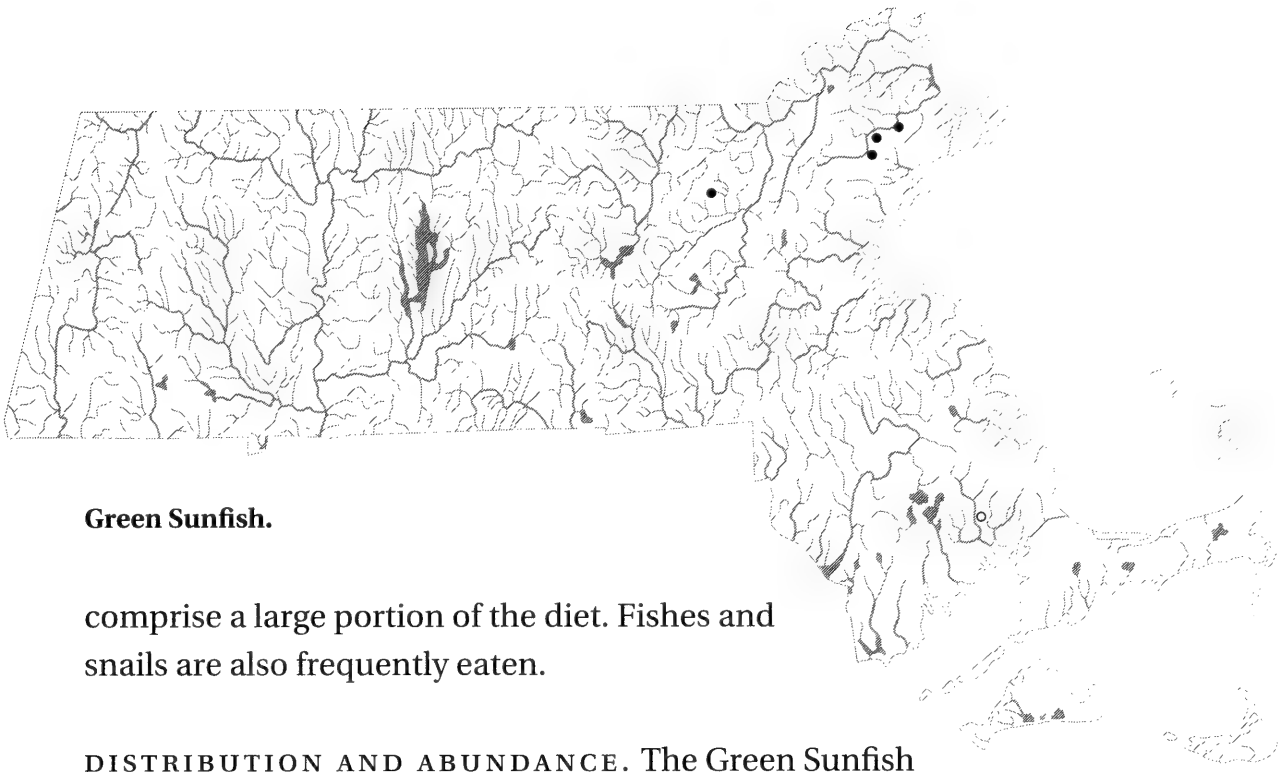 Green Sunfish.
comprise a large portion of the diet. Fishes and
snails are also frequently eaten.
DISTRIBUTION AND ABUNDANCE. The Green Sunfish